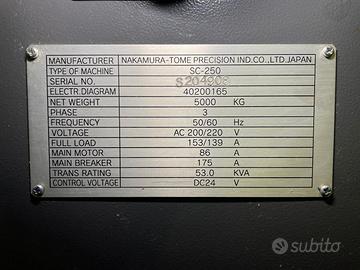 MANUFACTURER NAKAMURA-TOME PRECISION IND.CO.,LTD.JAPAN
TYPE OF MACHINE SC-250
SERIAL NO.
ELECTR.DIAGRAM 40200165
NET WEIGHT 5000 KG
PHASE 3
FREQUENCY 50/60 Hz
VOLTAGE AC 200/220 V
FULL LOAD 153/139 A
MAIN MOTOR 86 A
MAIN BREAKER 175 A
TRANS RATING 53.0 KVA
CONTROL VOLTAGE DC24 V
subito